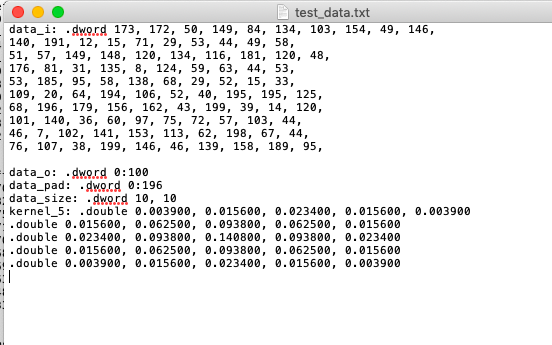 test_data.txt
data_i: .dword 173, 172, 50, 149, 84, 134, 103, 154, 49, 146,
140, 191, 12, 15, 71, 29, 53, 44, 49, 58,
51, 57, 149, 148, 120, 134, 116, 181, 120, 48,
176, 81, 31, 135, 8, 124, 59, 63, 44, 53,
53, 185, 95, 58, 138, 68, 29, 52, 15, 33,
109, 20, 64, 194, 106, 52, 40, 195, 195, 125,
68, 196, 179, 156, 162, 43, 199, 39, 14, 120,
101, 140, 36, 60, 97, 75, 72, 57, 103, 44,
46, 7, 102, 141, 153, 113, 62, 198, 67, 44,
76, 107, 38, 199, 146, 46, 139, 158, 189, 95,
data_o: .dword 0:100
data_pad: .dword 0:196
data_size: .dword 10, 10
kernel_5: .double 0.003900, 0.015600, 0.023400, 0.015600, 0.003900
.double 0.015600, 0.062500, 0.093800, 0.062500, 0.015600
.double 0.023400, 0.093800, 0.140800, 0.093800, 0.023400
.double 0.015600, 0.062500, 0.093800, 0.062500, 0.015600
.double 0.003900, 0.015600, 0.023400, 0.015600, 0.003900